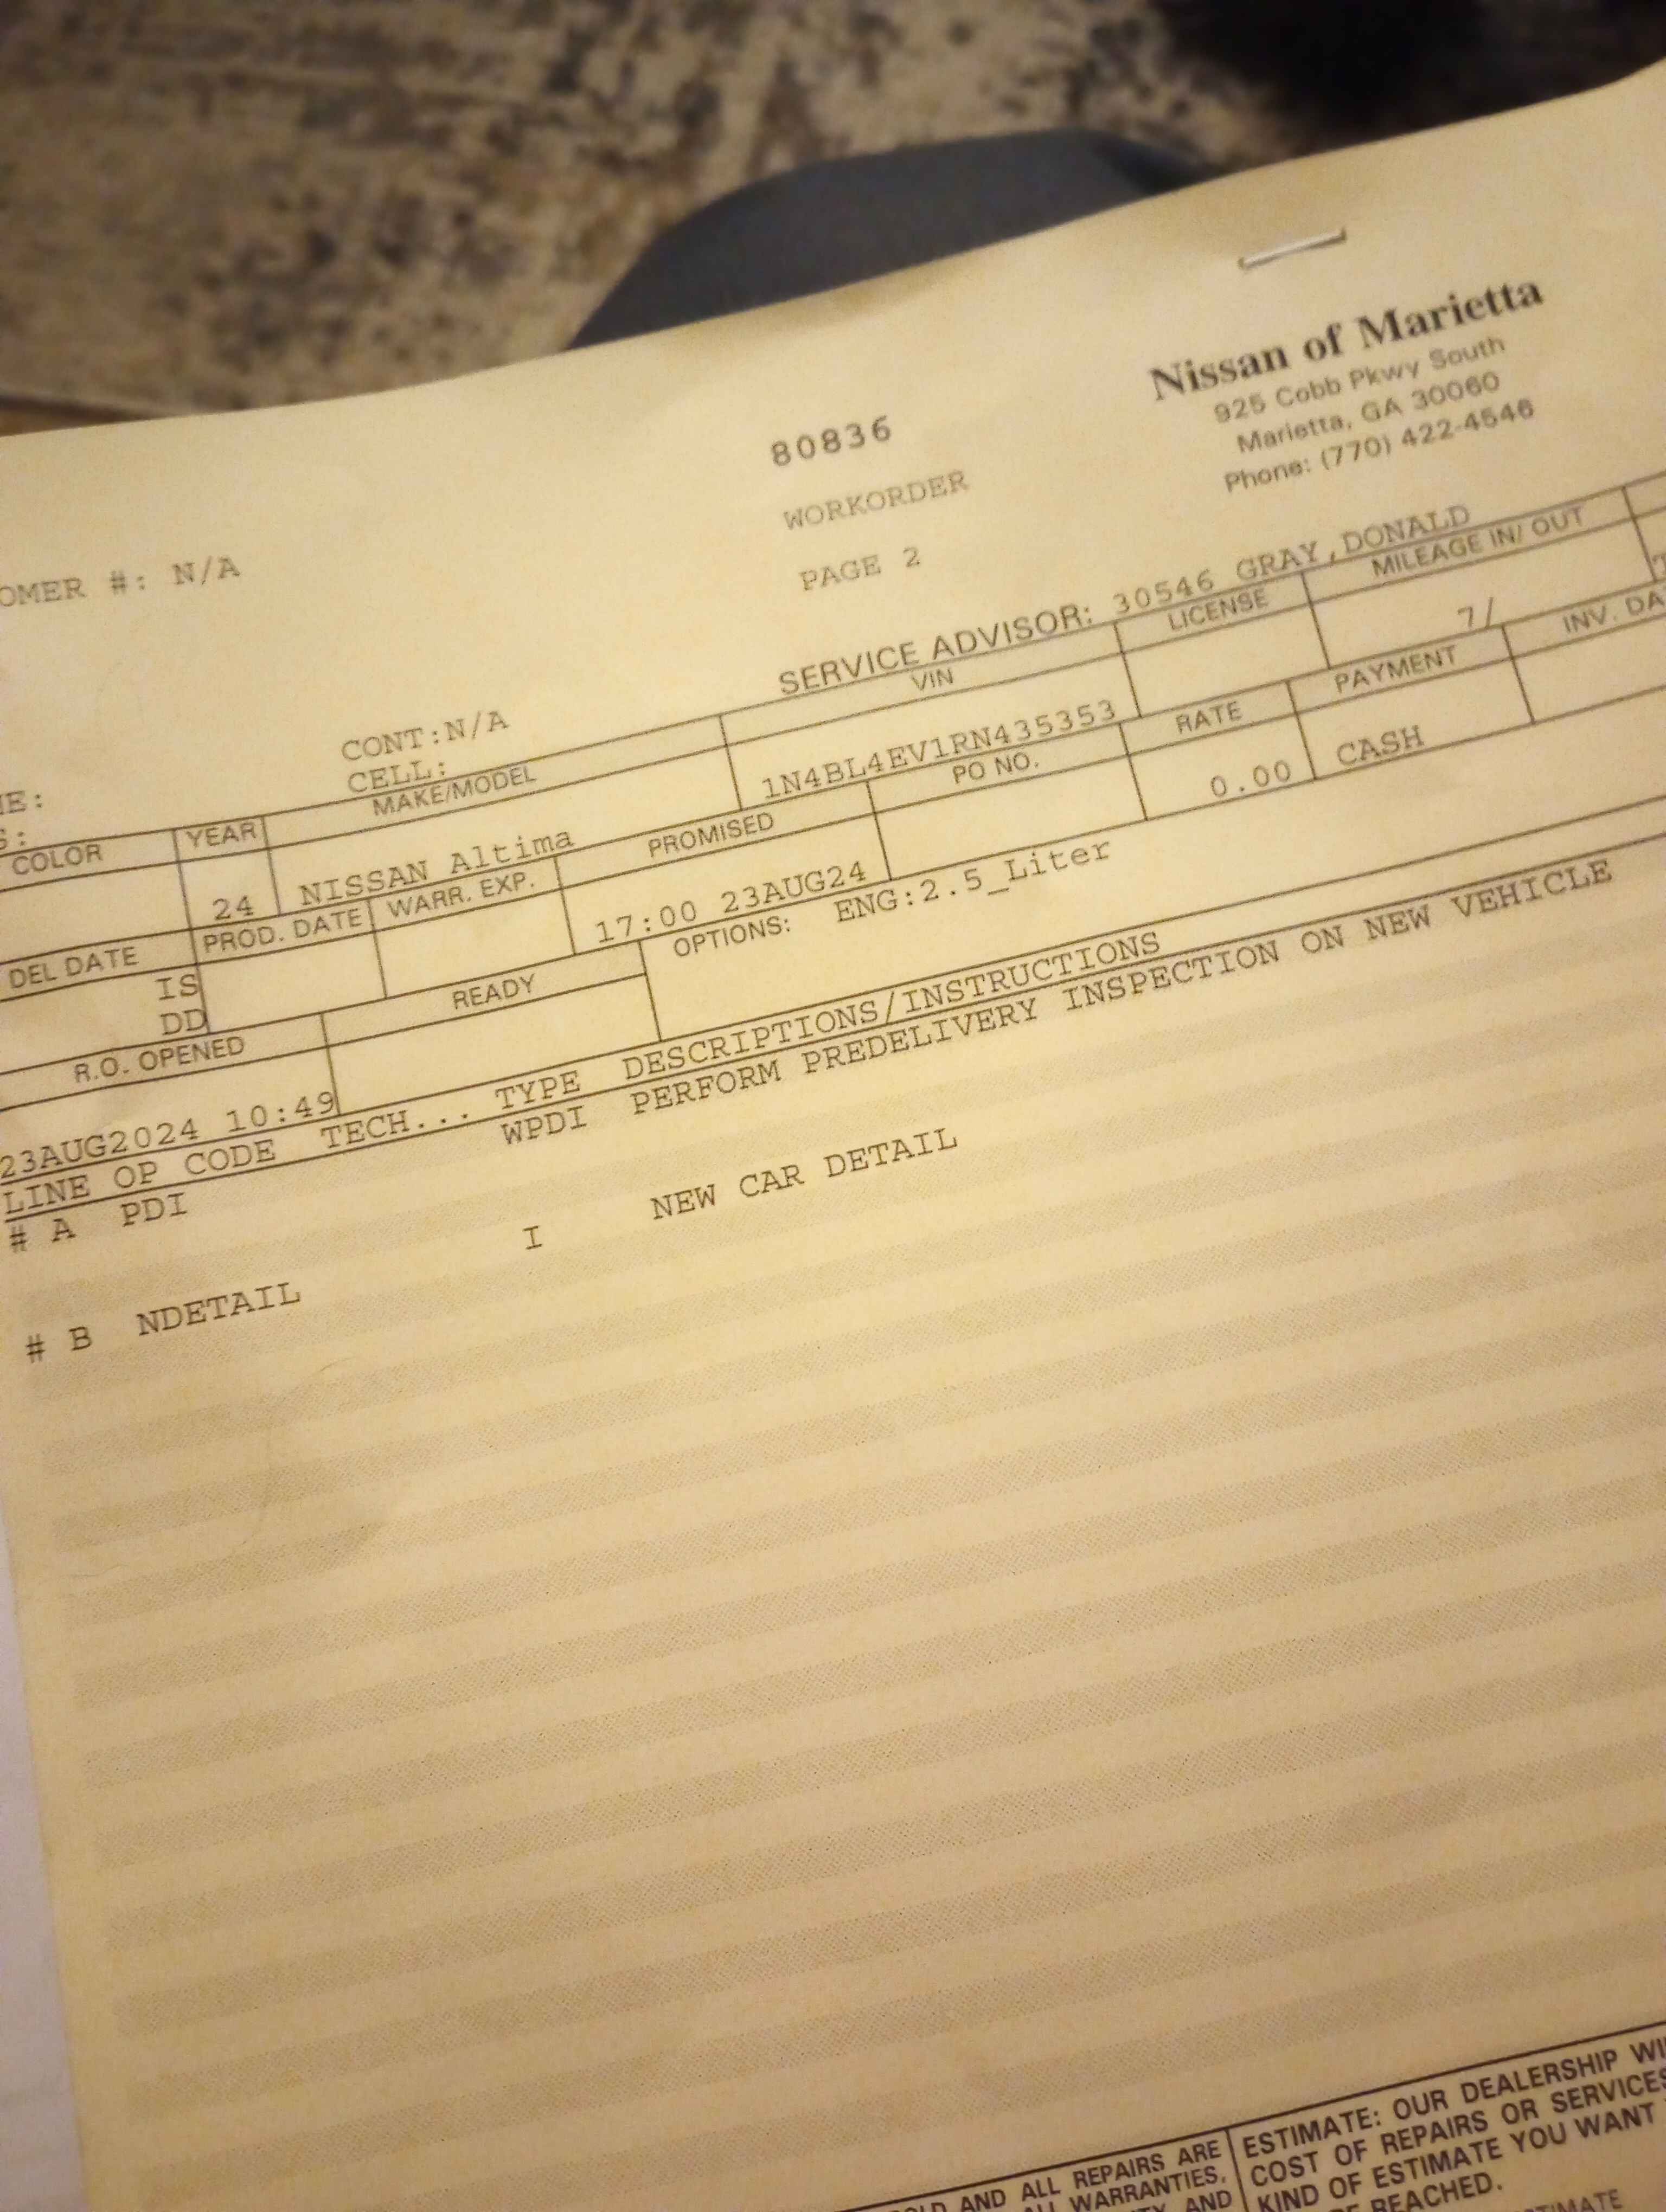 Nissan of Marietta
925 Cobb Pkwy South
Marietta, GA 30060
Phone: (770) 422-4546
80836
WORKORDER
PAGE 2
OMER #: N/A
CONT:N/A
CELL:
NE:
S:
SERVICE ADVISOR: 30546 GRAY,DONALD
COLOR YEAR MAKE/MODEL VIN LICENSE MILEAGE IN/ OUT
24 NISSAN Altima 1N4BL4EV1RN435353 7/
DEL DATE PROD. DATE WARR. EXP. PROMISED PO NO. RATE PAYMENT INV. DA
IS
DD
17:00 23AUG24 0.00 CASH
R.O. OPENED READY OPTIONS: ENG:2.5_Liter
23AUG2024 10:49
LINE OP CODE TECH... TYPE DESCRIPTIONS/INSTRUCTIONS
# A PDI WPDI PERFORM PREDELIVERY INSPECTION ON NEW VEHICLE
# B NDETAIL I NEW CAR DETAIL
OLD AND ALL REPAIRS ARE
ALL WARRANTIES,
AND
ESTIMATE: OUR DEALERSHIP WI
COST OF REPAIRS OR SERVICES
KIND OF ESTIMATE YOU WANT
BE REACHED.